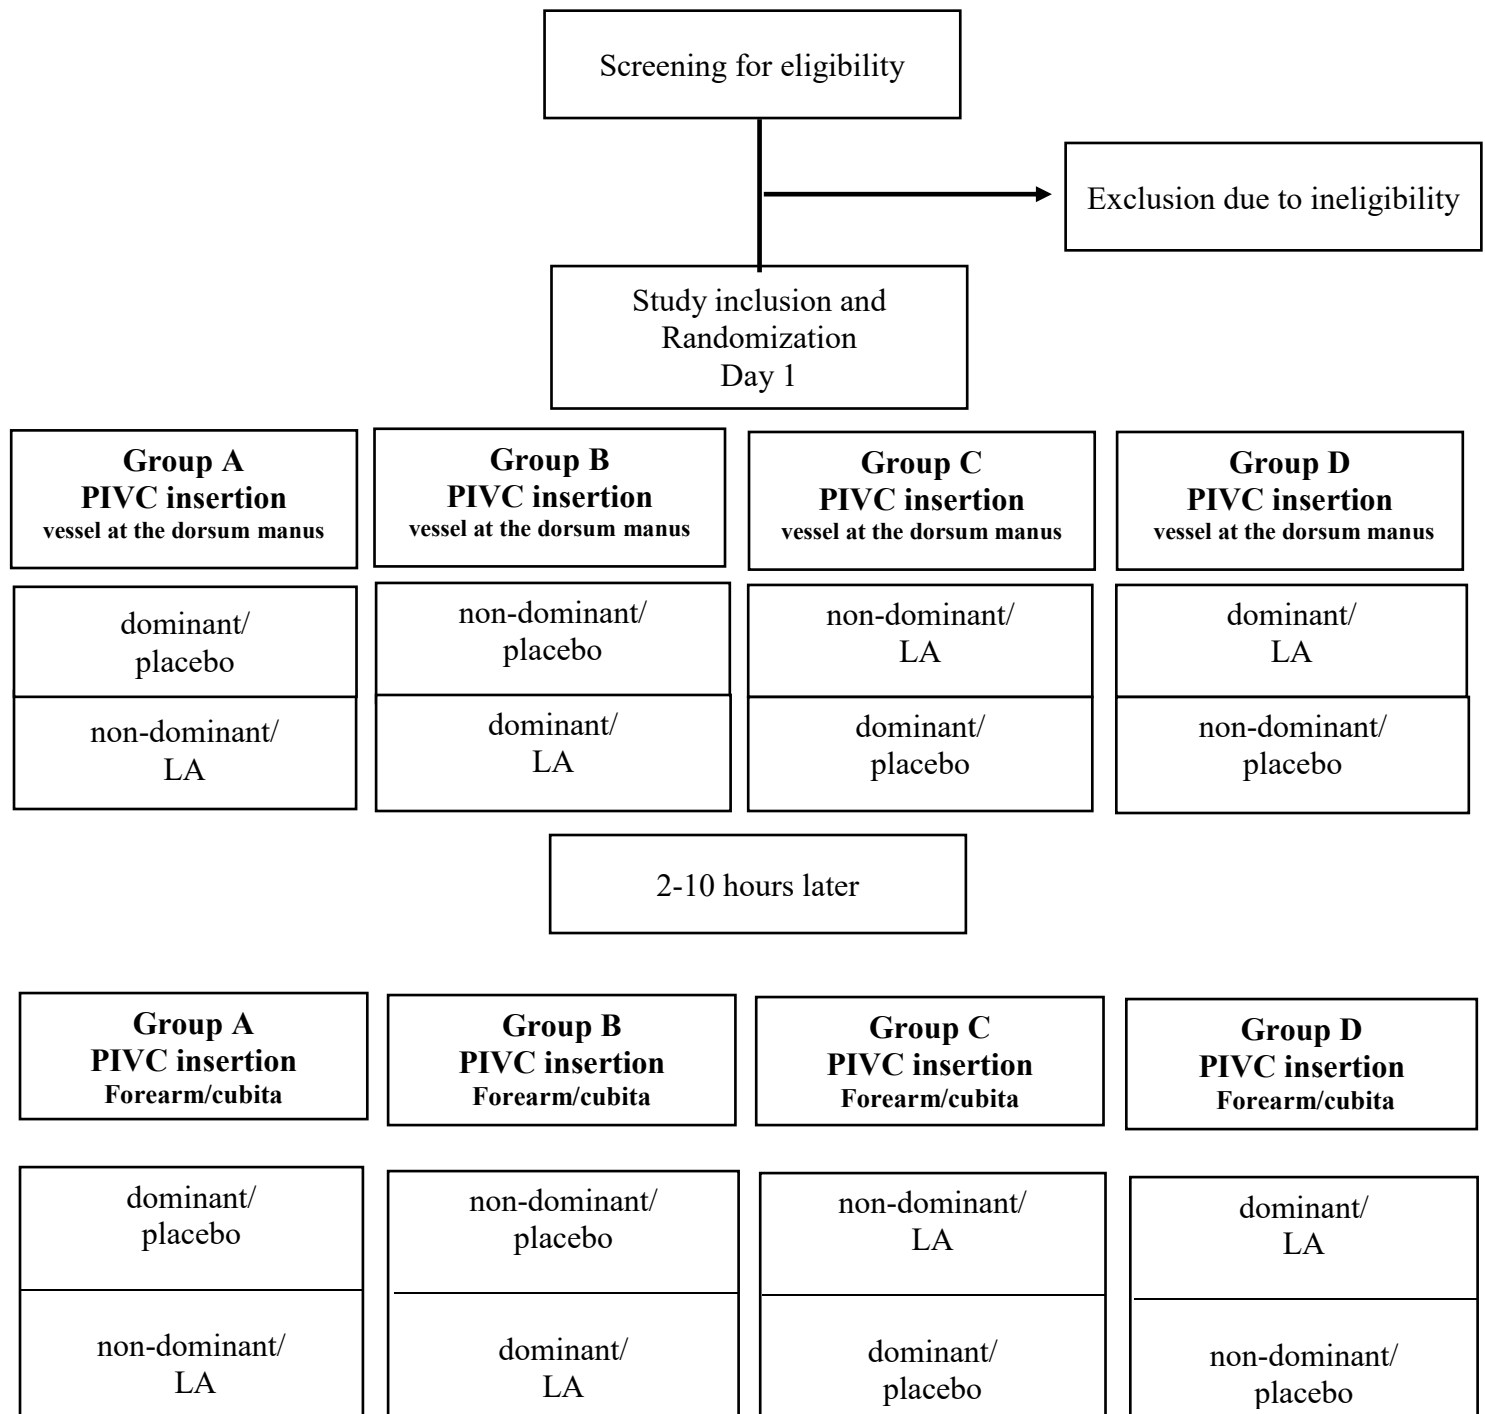 Screening for eligibility
Exclusion due to ineligibility
Study inclusion and
Randomization
Day 1
Group A
PIVC insertion
vessel at the dorsum manus
Group B
PIVC insertion
vessel at the dorsum manus
Group C
PIVC insertion
vessel at the dorsum manus
Group D
PIVC insertion
vessel at the dorsum manus
dominant/
placebo
non-dominant/
placebo
non-dominant/
LA
dominant/
LA
non-dominant/
LA
dominant/
LA
dominant/
placebo
non-dominant/
placebo
2-10 hours later
Group A
PIVC insertion
Forearm/cubita
Group B
PIVC insertion
Forearm/cubita
Group C
PIVC insertion
Forearm/cubita
Group D
PIVC insertion
Forearm/cubita
dominant/
placebo
non-dominant/
placebo
non-dominant/
LA
dominant/
LA
non-dominant/
LA
dominant/
LA
dominant/
placebo
non-dominant/
placebo